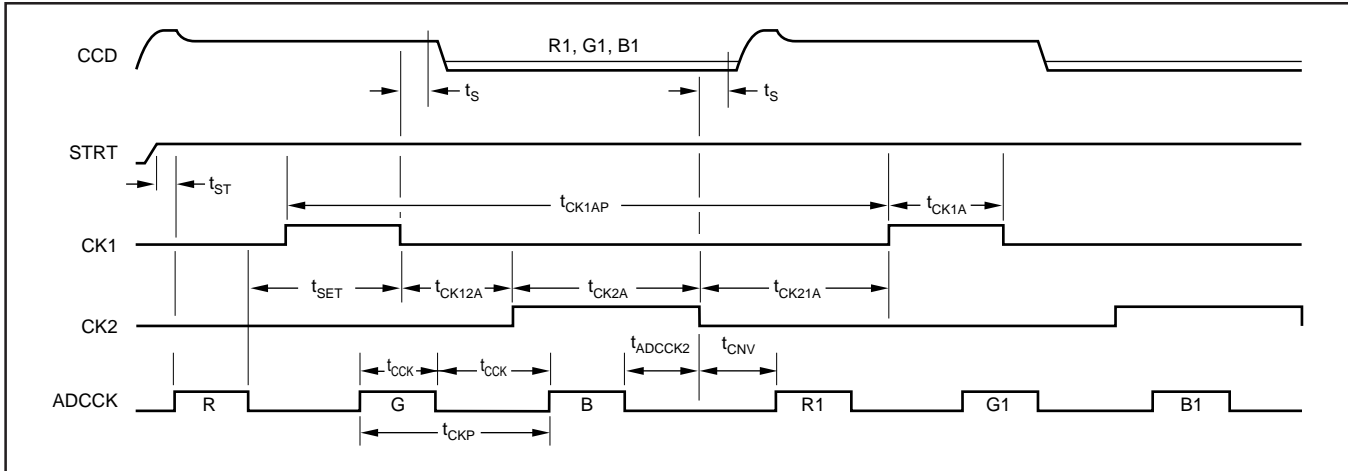 CCD
R1, G1, B1
tS
tS
STRT
tST
tCK1AP
tCK1A
CK1
tSET
tCK12A
tCK2A
tCK21A
CK2
tADCCK2
tCNV
tCCK
tCCK
ADCCK
R
G
B
R1
G1
B1
tCKP